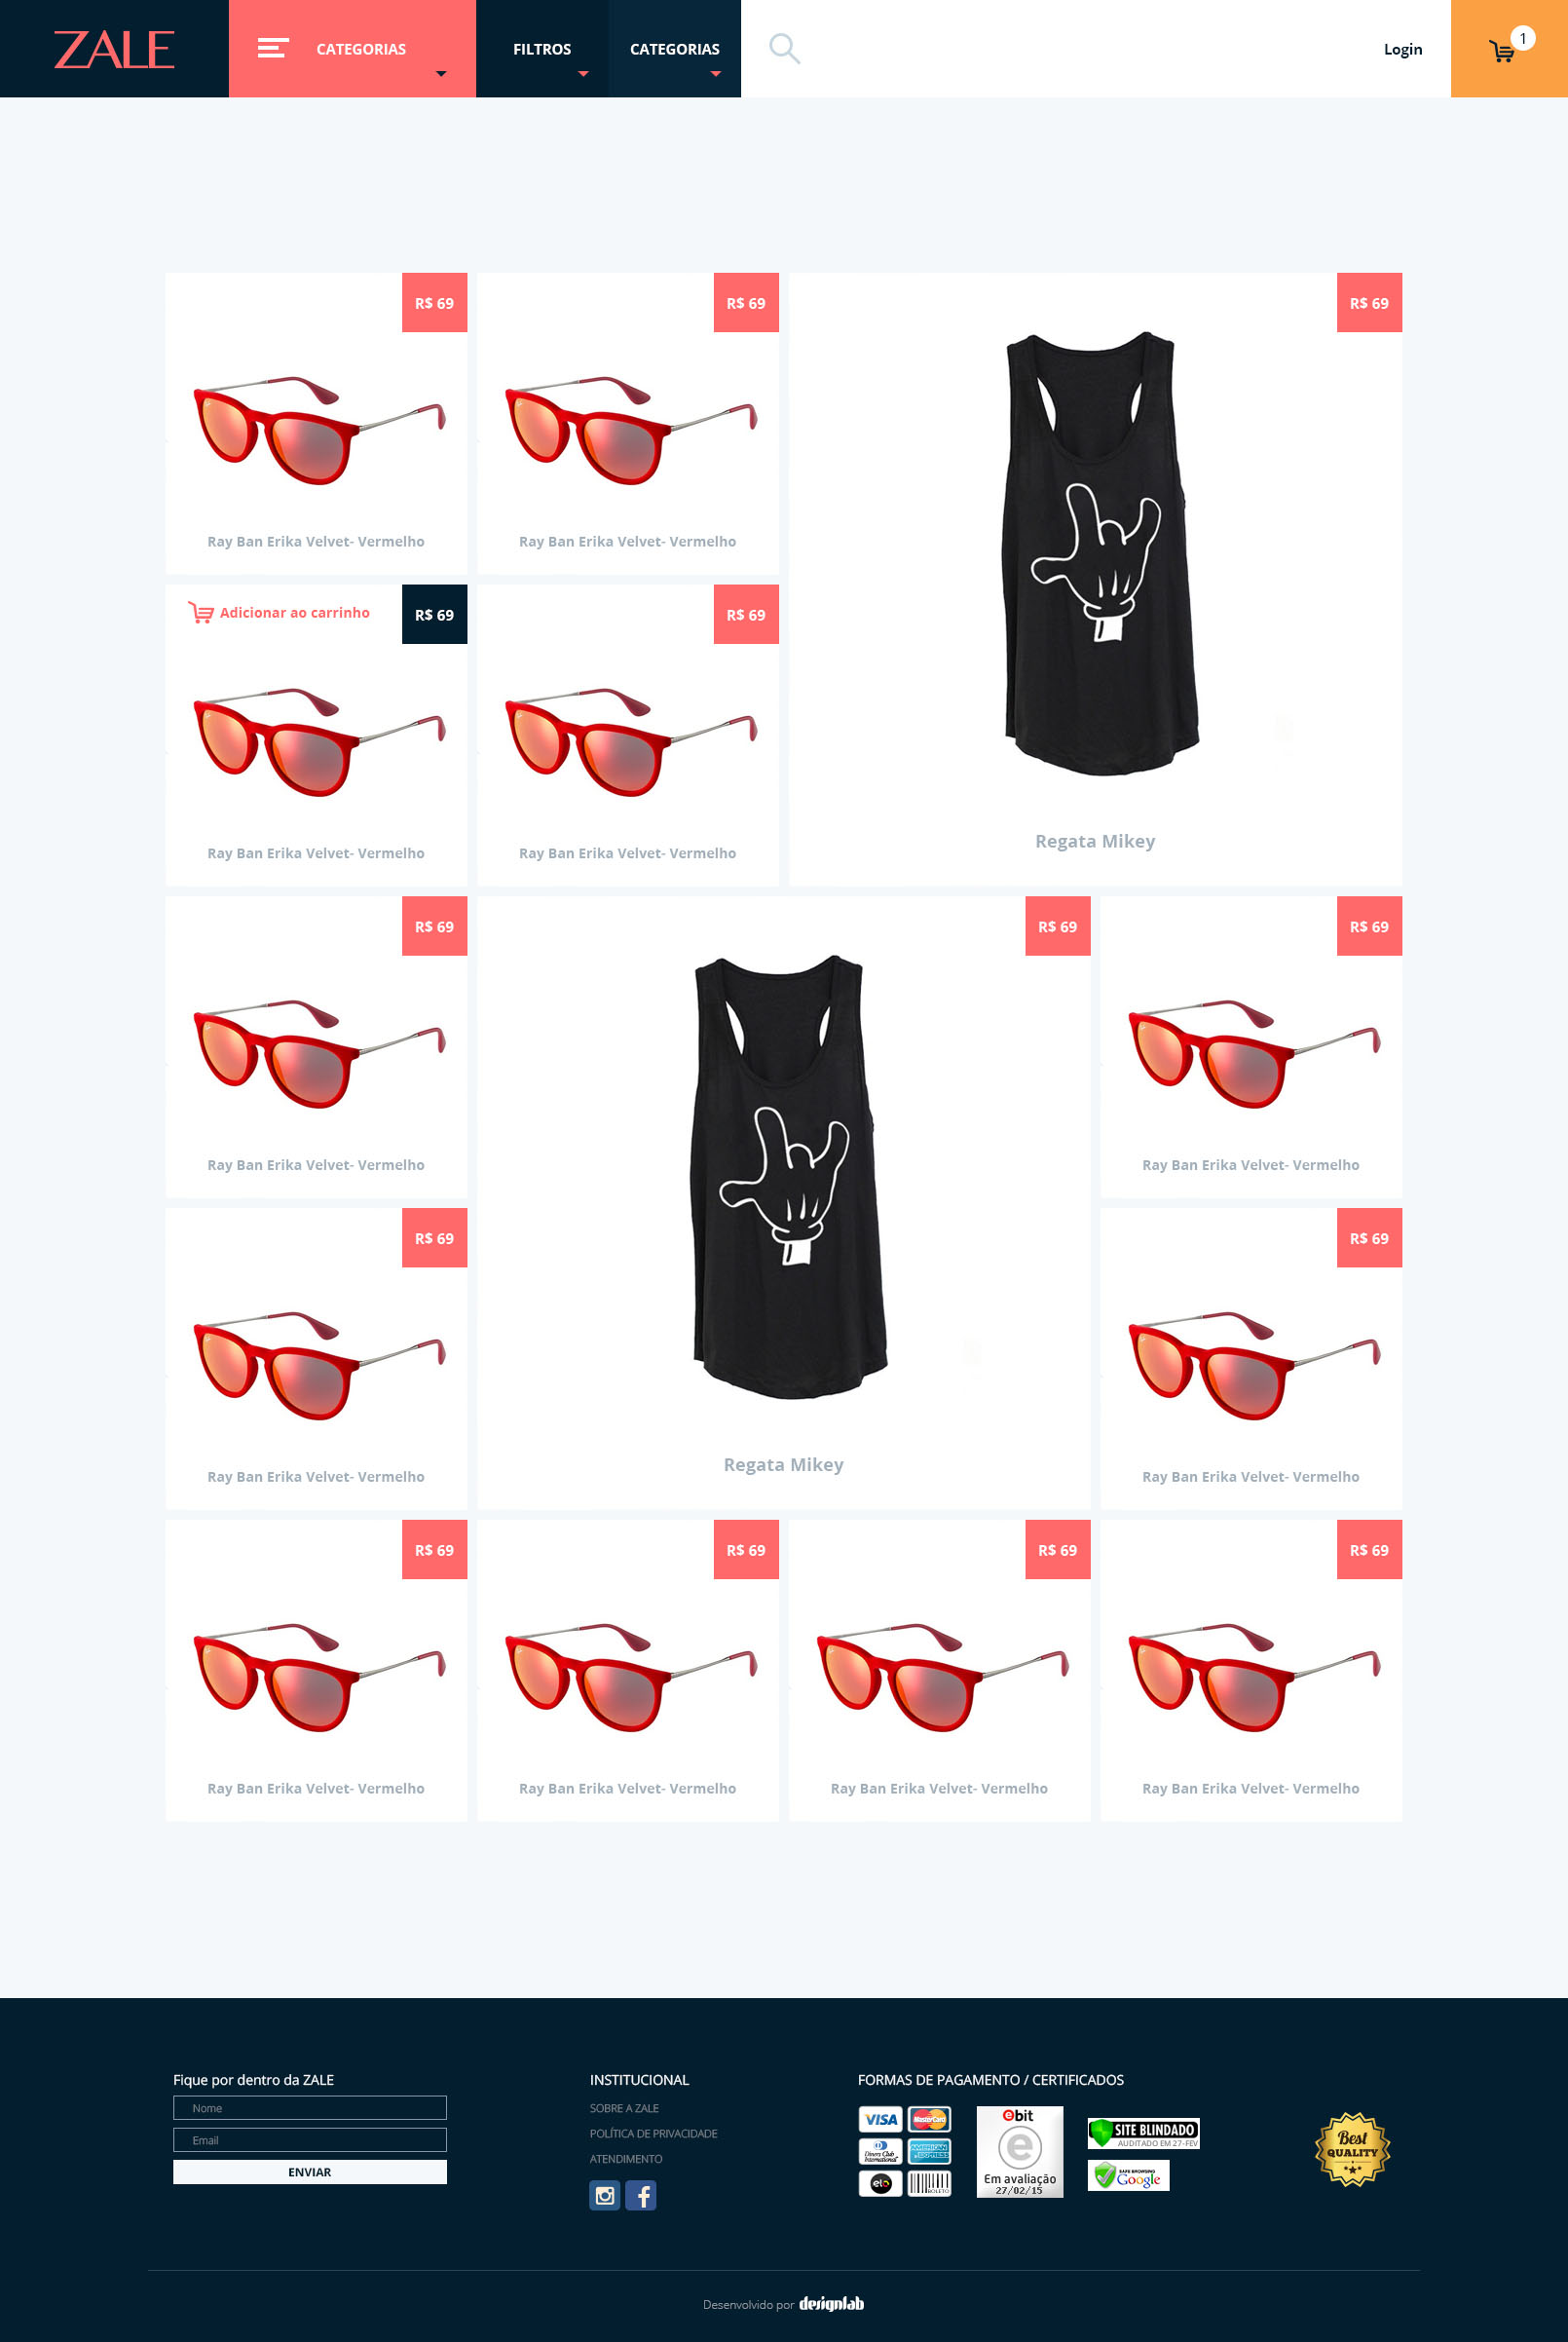 ZALE
CATEGORIAS
FILTROS
CATEGORIAS
Login
1
R$ 69
R$ 69
R$ 69
Ray Ban Erika Velvet- Vermelho
Ray Ban Erika Velvet- Vermelho
Adicionar ao carrinho
R$ 69
R$ 69
Ray Ban Erika Velvet- Vermelho
Ray Ban Erika Velvet- Vermelho
Regata Mikey
R$ 69
R$ 69
R$ 69
Ray Ban Erika Velvet- Vermelho
Ray Ban Erika Velvet- Vermelho
R$ 69
R$ 69
Regata Mikey
Ray Ban Erika Velvet- Vermelho
Ray Ban Erika Velvet- Vermelho
R$ 69
R$ 69
R$ 69
R$ 69
Ray Ban Erika Velvet- Vermelho
Ray Ban Erika Velvet- Vermelho
Ray Ban Erika Velvet- Vermelho
Ray Ban Erika Velvet- Vermelho
Fique por dentro da ZALE
Nome
Email
ENVIAR
INSTITUCIONAL
SOBRE A ZALE
POLÍTICA DE PRIVACIDADE
ATENDIMENTO
FORMAS DE PAGAMENTO / CERTIFICADOS
VISA
MasterCard
Diners Club
International
AMERICAN
EXPRESS
elo
BOLETO
ebit
e
Em avaliação
27/02/15
SITE BLINDADO
AUDITADO EM 27-FEV
SAFE BROWSING
Google
Best
QUALITY
Desenvolvido por designlab